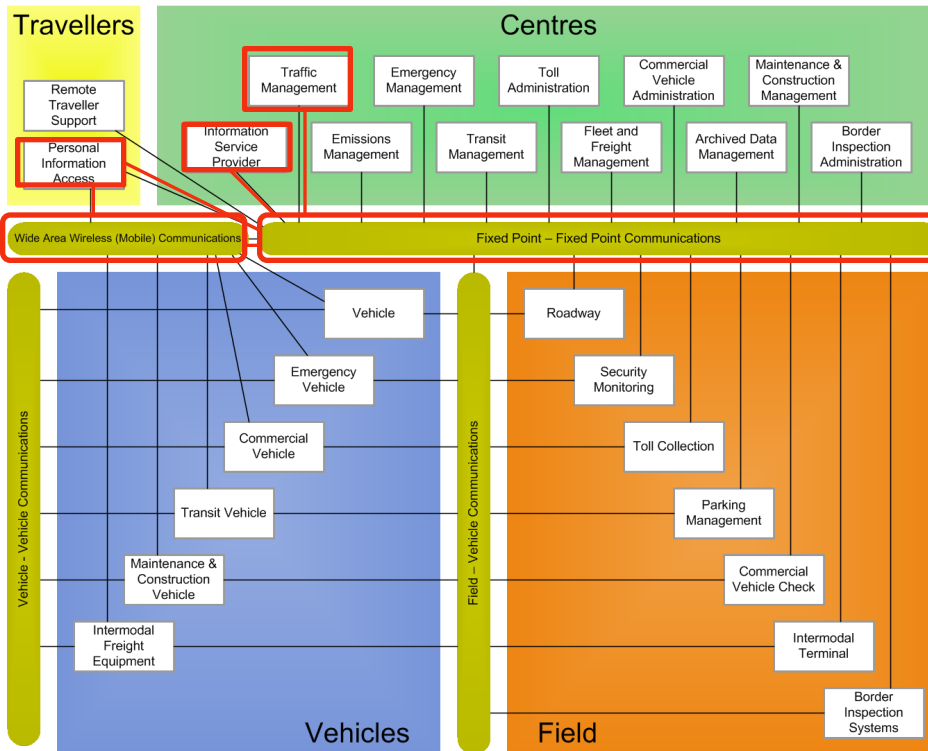 Travellers
Centres
Remote
Traveller
Support
Personal
Information
Access
Traffic
Management
Information
Service
Provider
Emergency
Management
Emissions
Management
Toll
Administration
Transit
Management
Commercial
Vehicle
Administration
Fleet and
Freight
Management
Maintenance &
Construction
Management
Archived Data
Management
Border
Inspection
Administration
Wide Area Wireless (Mobile) Communications
Fixed Point – Fixed Point Communications
Vehicle - Vehicle Communications
Vehicle
Emergency
Vehicle
Commercial
Vehicle
Transit Vehicle
Maintenance &
Construction
Vehicle
Intermodal
Freight
Equipment
Vehicles
Field – Vehicle Communications
Roadway
Security
Monitoring
Toll Collection
Parking
Management
Commercial
Vehicle Check
Intermodal
Terminal
Border
Inspection
Systems
Field